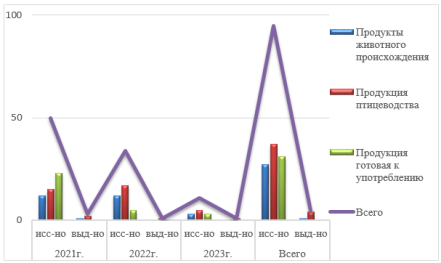 100
50
0
исс-но выд-но исс-но выд-но исс-но выд-но исс-но выд-но
2021г. 2022г. 2023г. Всего
Продукты
животного
происхождения
Продукция
птицеводства
Продукция
готовая к
употреблению
Всего